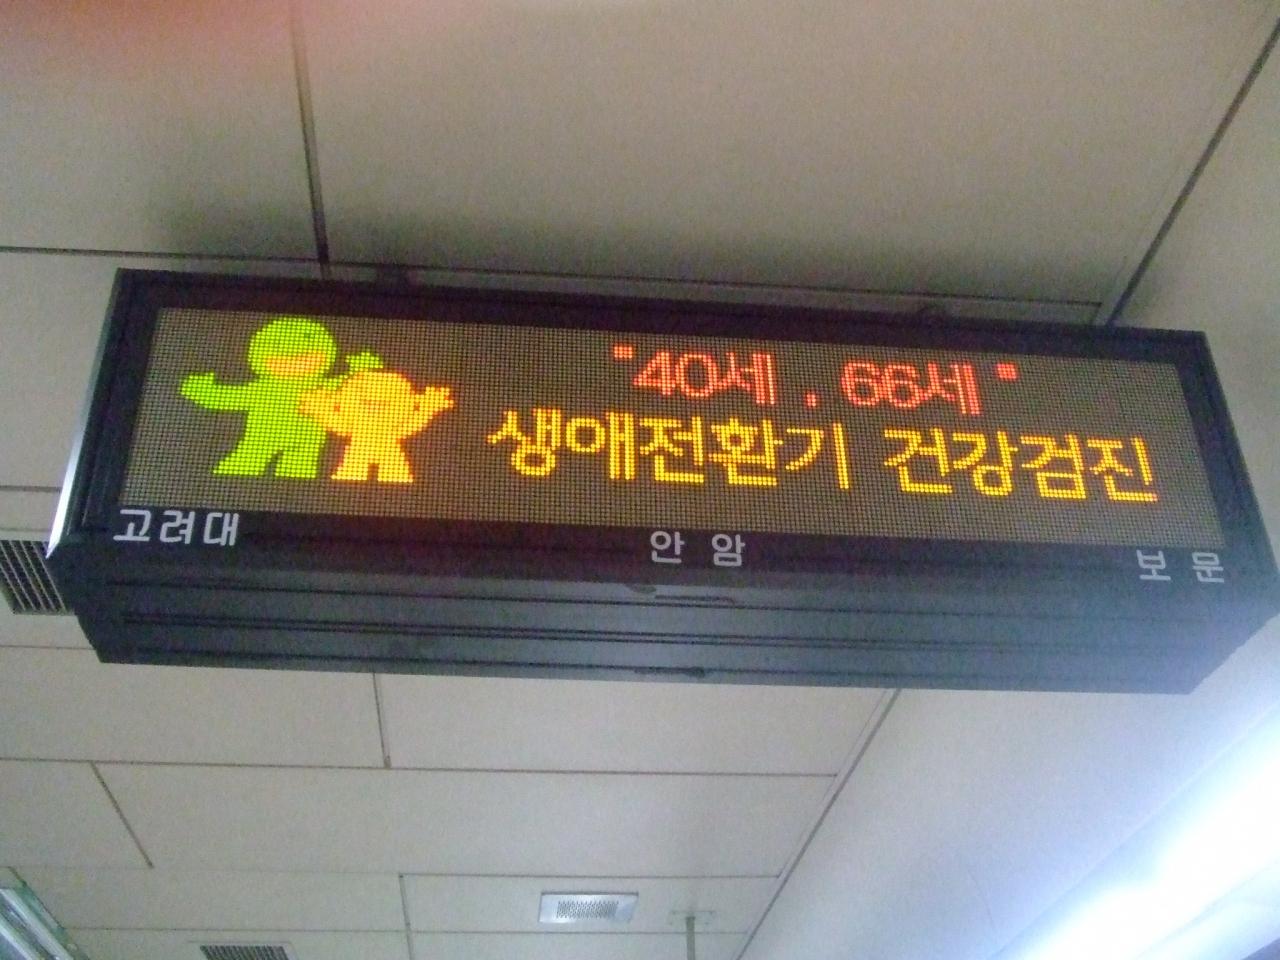 "40세 , 66세"
생애전환기 건강검진
고려대 안암 보문